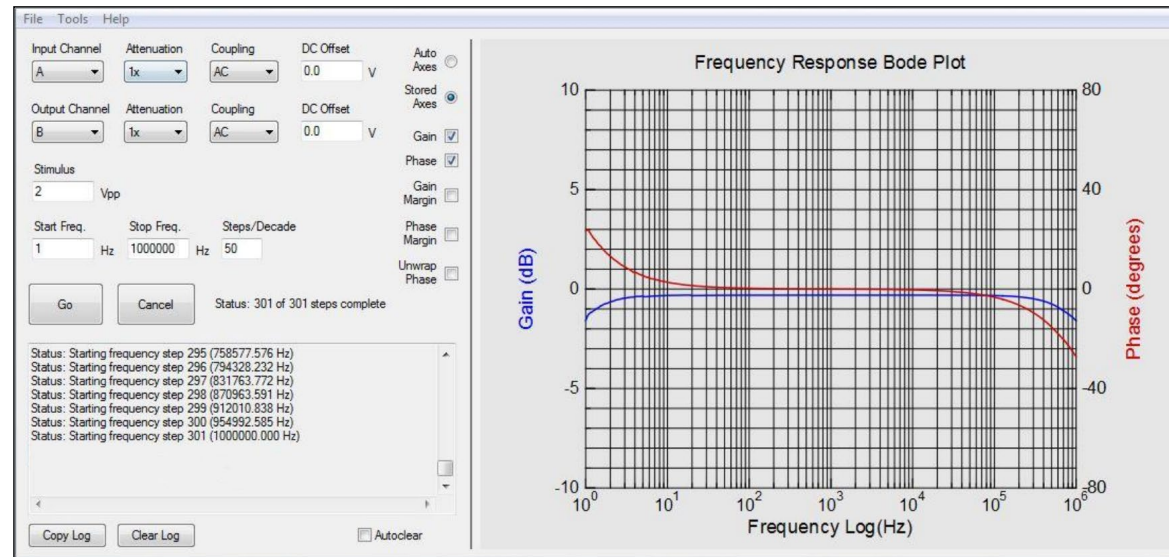 File Tools Help
Input Channel Attenuation Coupling DC Offset
A 1x AC 0.0 V
Output Channel Attenuation Coupling DC Offset
B 1x AC 0.0 V
Stimulus
2 Vpp
Start Freq. Stop Freq. Steps/Decade
1 Hz 1000000 Hz 50
Go Cancel Status: 301 of 301 steps complete
Auto Axes
Stored Axes
Gain
Phase
Gain Margin
Phase Margin
Unwrap Phase
Status: Starting frequency step 295 (758577.576 Hz)
Status: Starting frequency step 296 (794328.232 Hz)
Status: Starting frequency step 297 (831763.772 Hz)
Status: Starting frequency step 298 (870963.591 Hz)
Status: Starting frequency step 299 (912010.838 Hz)
Status: Starting frequency step 300 (954992.585 Hz)
Status: Starting frequency step 301 (1000000.000 Hz)
Copy Log Clear Log Autoclear
Frequency Response Bode Plot
10 80
5 40
0 0
-5 -40
-10 -80
Gain (dB)
Phase (degrees)
10^0 10^1 10^2 10^3 10^4 10^5 10^6
Frequency Log(Hz)